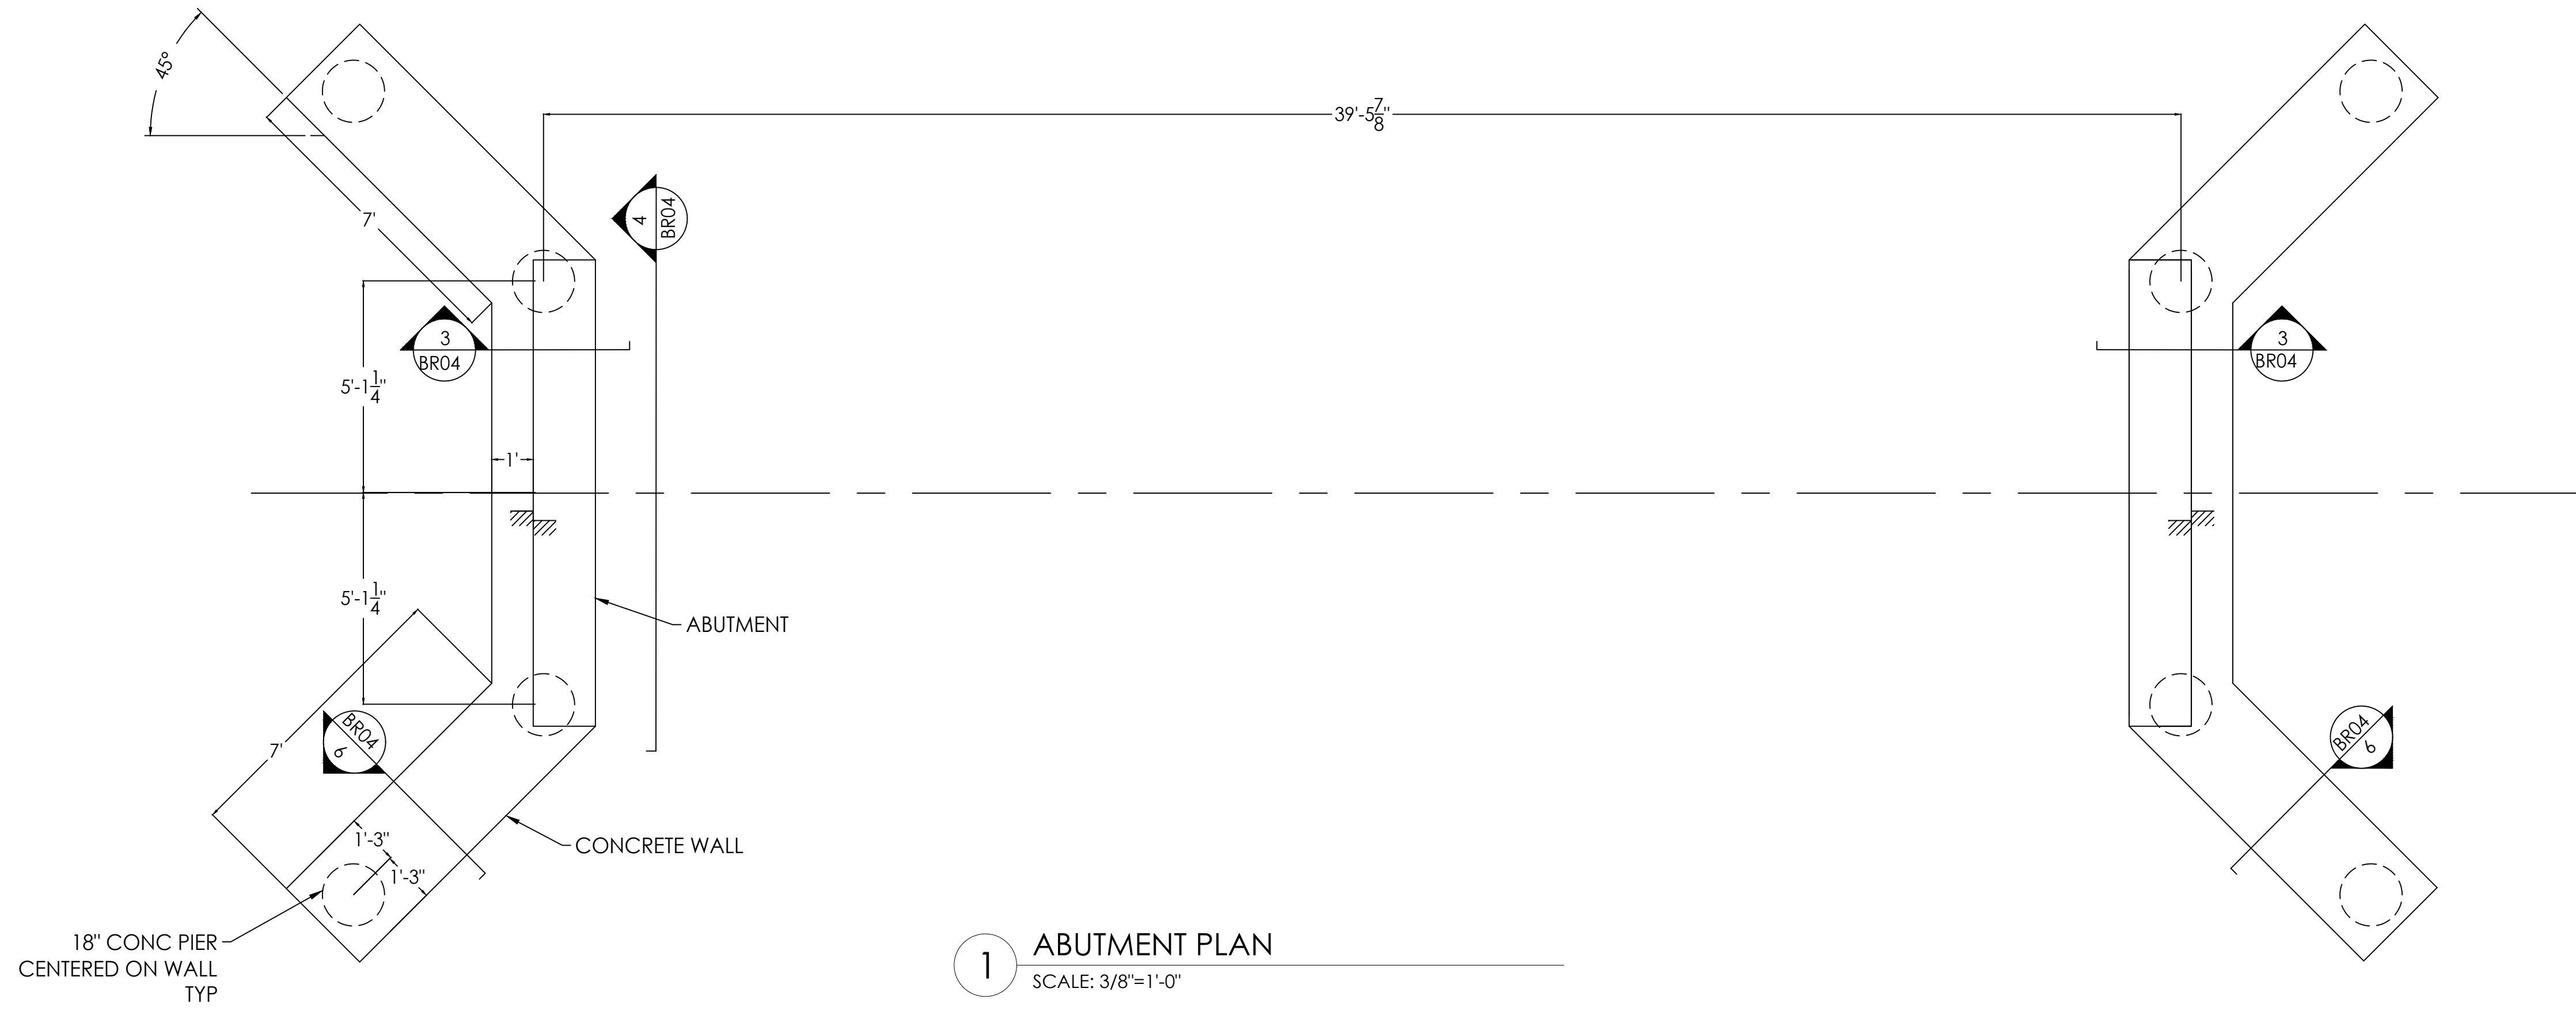 45°
39'-5 7/8"
7'
4
BR04
3
BR04
3
BR04
5'-1 1/4"
1'
5'-1 1/4"
ABUTMENT
7'
BR04
6
BR04
6
1'-3"
1'-3"
CONCRETE WALL
18" CONC PIER
CENTERED ON WALL
TYP
1
ABUTMENT PLAN
SCALE: 3/8"=1'-0"